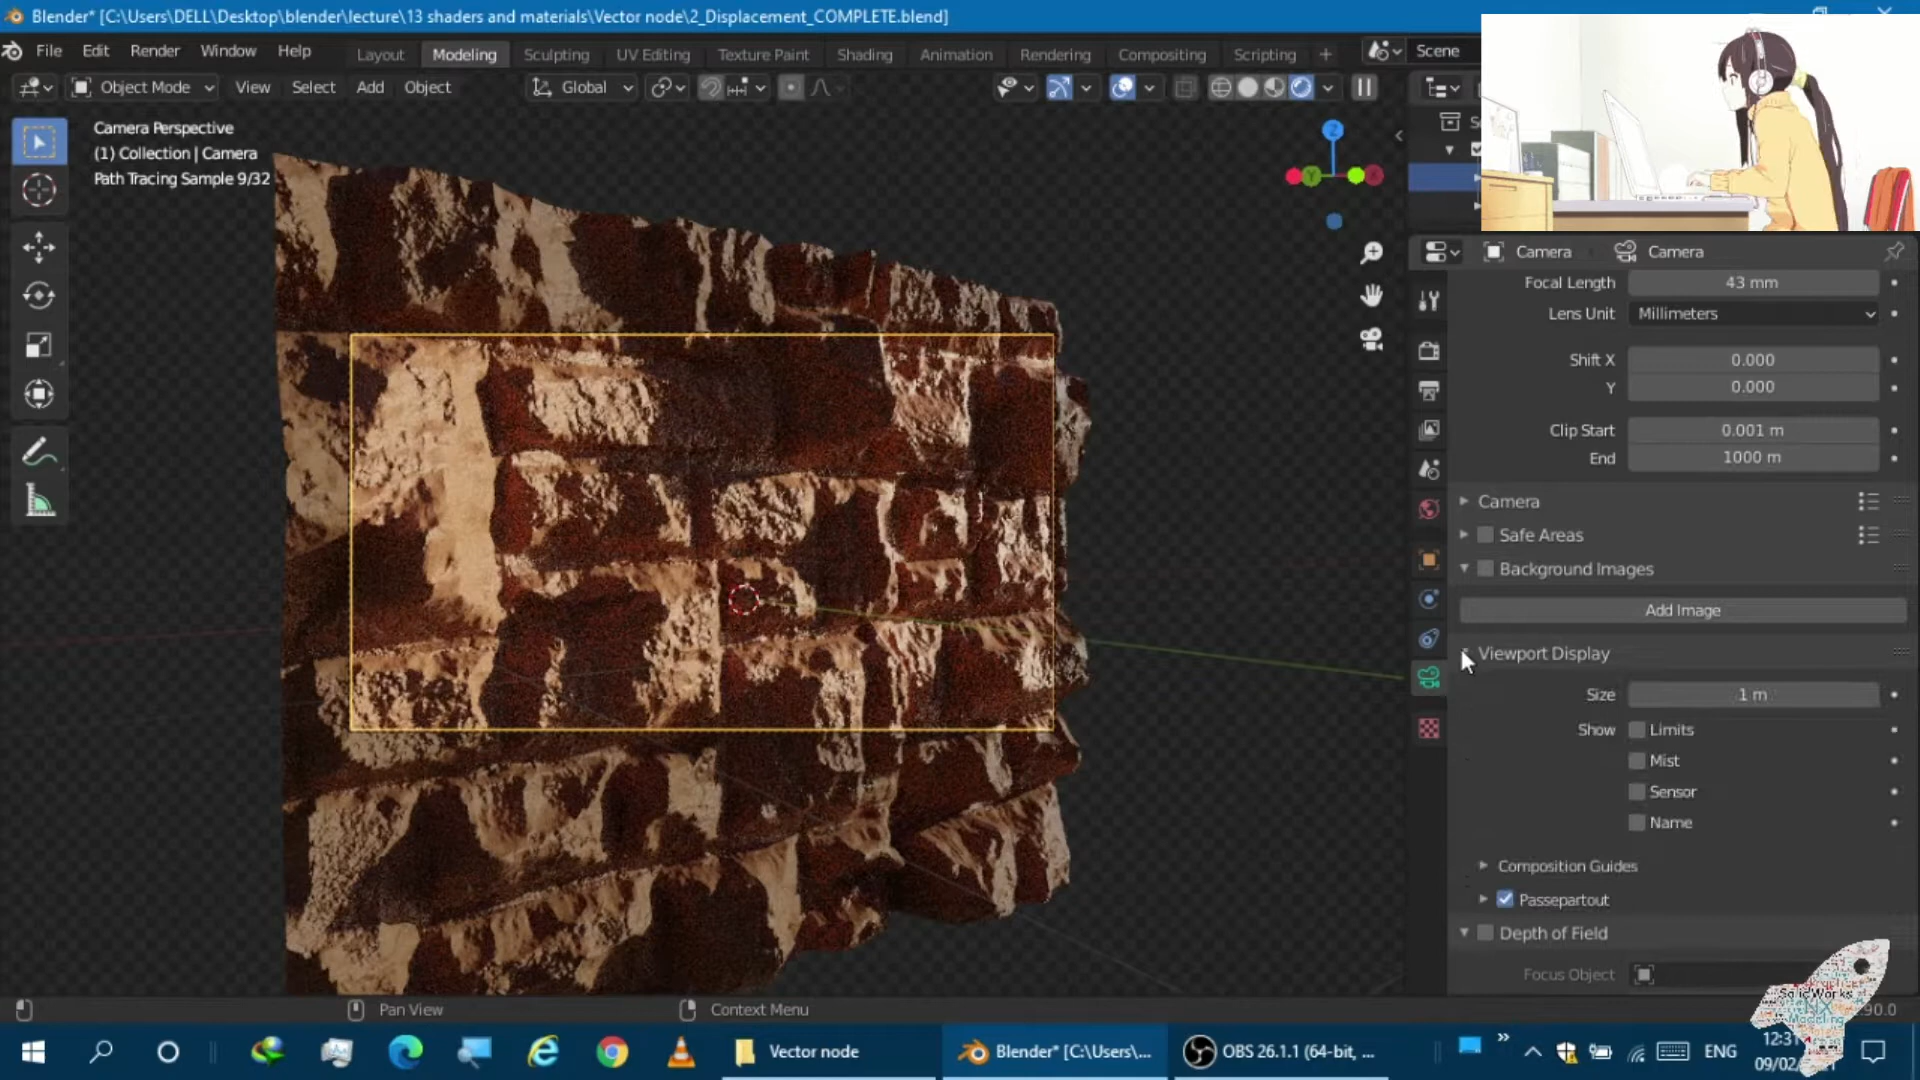 Blender* [C:\Users\DELL\Desktop\blender\lecture\13 shaders and materials\Vector node\2_Displacement_COMPLETE.blend]
File Edit Render Window Help Layout Modeling Sculpting UV Editing Texture Paint Shading Animation Rendering Compositing Scripting + Scene
Object Mode View Select Add Object Global
Camera Perspective
(1) Collection | Camera
Path Tracing Sample 9/32
Z
Y
Camera Camera
Focal Length 43 mm
Lens Unit Millimeters
Shift X 0.000
Y 0.000
Clip Start 0.001 m
End 1000 m
Camera
Safe Areas
Background Images
Add Image
Viewport Display
Size 1 m
Show Limits
Mist
Sensor
Name
Composition Guides
Passepartout
Depth of Field
Focus Object
SolidWorks
NX
Modeling
Pan View Context Menu
Vector node Blender* [C:\Users\... OBS 26.1.1 (64-bit, ... ENG